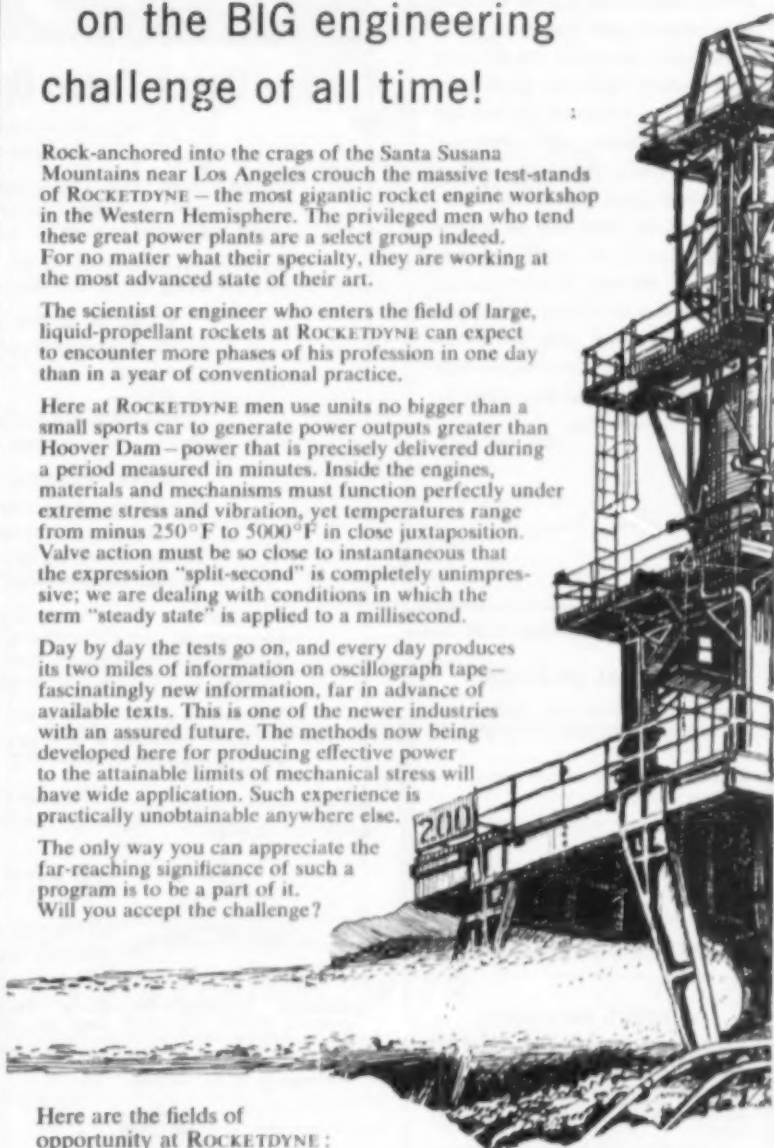 on the BIG engineering
challenge of all time!
Rock-anchored into the crags of the Santa Susana
Mountains near Los Angeles crouch the massive test-stands
of ROCKETDYNE – the most gigantic rocket engine workshop
in the Western Hemisphere. The privileged men who tend
these great power plants are a select group indeed.
For no matter what their specialty, they are working at
the most advanced state of their art.
The scientist or engineer who enters the field of large,
liquid-propellant rockets at ROCKETDYNE can expect
to encounter more phases of his profession in one day
than in a year of conventional practice.
Here at ROCKETDYNE men use units no bigger than a
small sports car to generate power outputs greater than
Hoover Dam – power that is precisely delivered during
a period measured in minutes. Inside the engines,
materials and mechanisms must function perfectly under
extreme stress and vibration, yet temperatures range
from minus 250°F to 5000°F in close juxtaposition.
Valve action must be so close to instantaneous that
the expression "split-second" is completely unimpres-
sive; we are dealing with conditions in which the
term "steady state" is applied to a millisecond.
Day by day the tests go on, and every day produces
its two miles of information on oscillograph tape –
fascinatingly new information, far in advance of
available texts. This is one of the newer industries
with an assured future. The methods now being
developed here for producing effective power
to the attainable limits of mechanical stress will
have wide application. Such experience is
practically unobtainable anywhere else.
200
The only way you can appreciate the
far-reaching significance of such a
program is to be a part of it.
Will you accept the challenge?
Here are the fields of
opportunity at ROCKETDYNE: